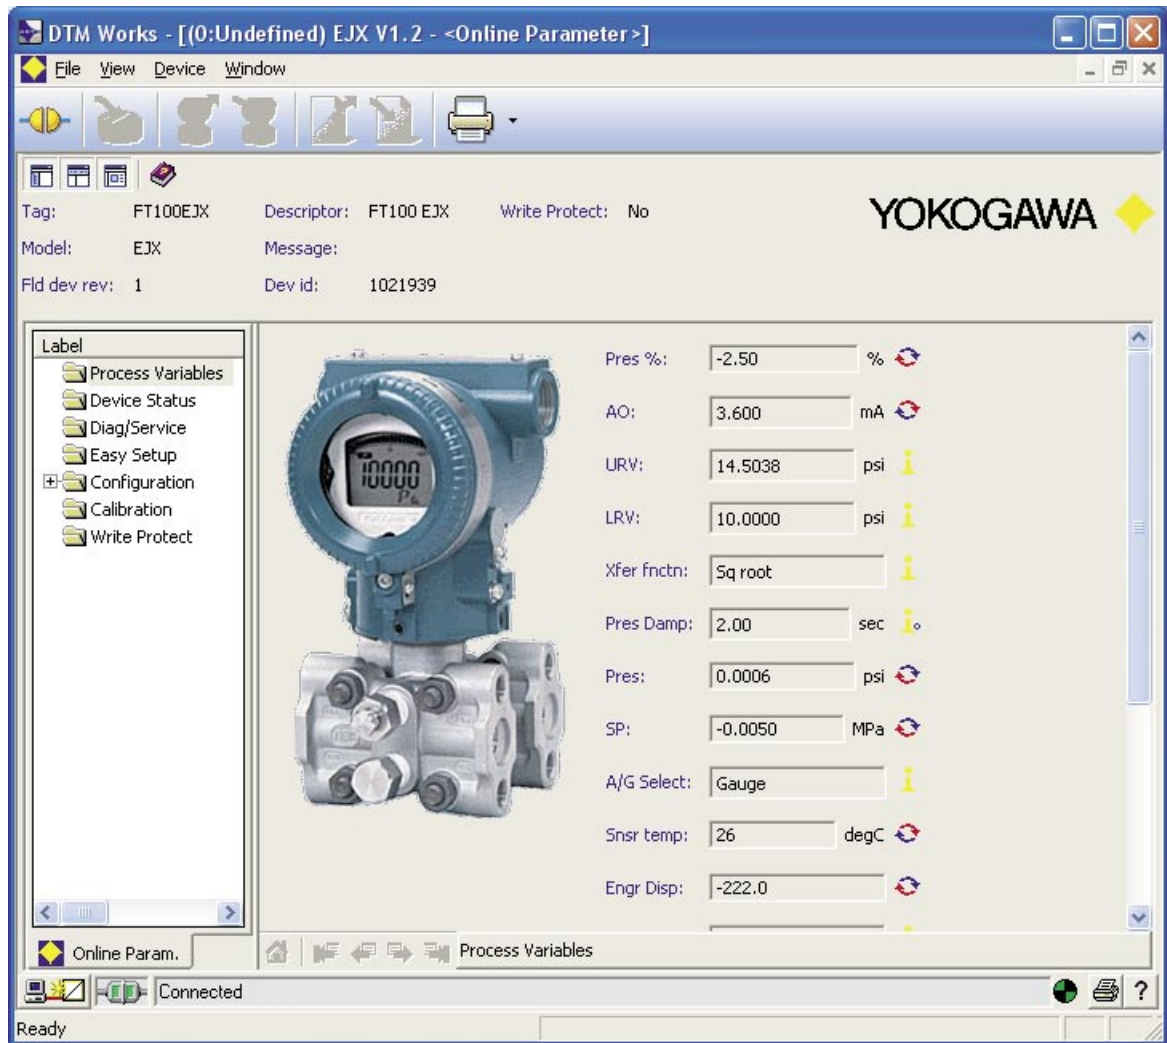 DTM Works - [(0:Undefined) EJX V1.2 - <Online Parameter>]
File View Device Window
Tag: FT100EJX Descriptor: FT100 EJX Write Protect: No
YOKOGAWA
Model: EJX Message:
Fld dev rev: 1 Dev id: 1021939
Label
Process Variables
Device Status
Diag/Service
Easy Setup
Configuration
Calibration
Write Protect
10000
Pa
Pres %: -2.50 %
AO: 3.600 mA
URV: 14.5038 psi
LRV: 10.0000 psi
Xfer fnctn: Sq root
Pres Damp: 2.00 sec
Pres: 0.0006 psi
SP: -0.0050 MPa
A/G Select: Gauge
Snsr temp: 26 degC
Engr Disp: -222.0
Online Param.
Process Variables
Connected
Ready